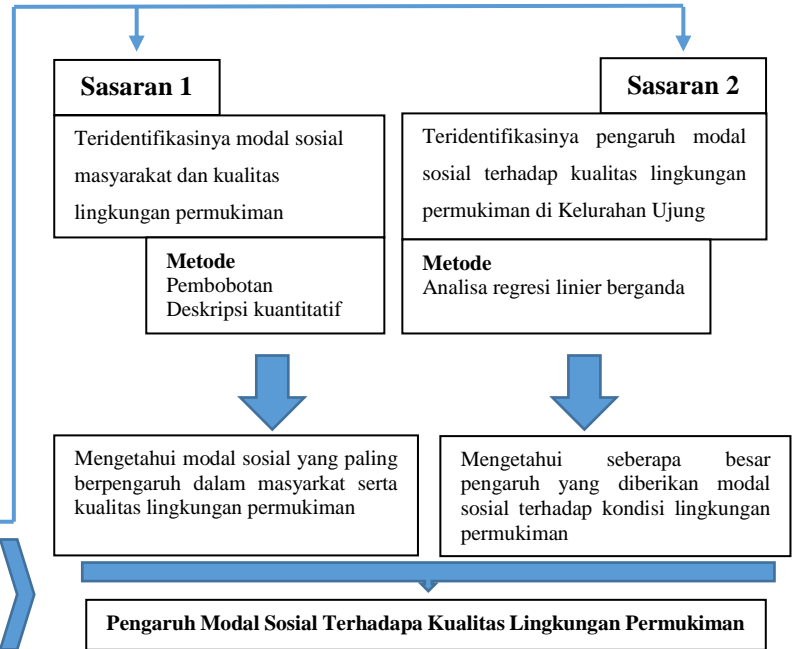 Sasaran 1
Teridentifikasinya modal sosial
masyarakat dan kualitas
lingkungan permukiman
Metode
Pembobotan
Deskripsi kuantitatif
Mengetahui modal sosial yang paling
berpengaruh dalam masyarkat serta
kualitas lingkungan permukiman
Sasaran 2
Teridentifikasinya pengaruh modal
sosial terhadap kualitas lingkungan
permukiman di Kelurahan Ujung
Metode
Analisa regresi linier berganda
Mengetahui seberapa besar
pengaruh yang diberikan modal
sosial terhadap kondisi lingkungan
permukiman
Pengaruh Modal Sosial Terhadapa Kualitas Lingkungan Permukiman